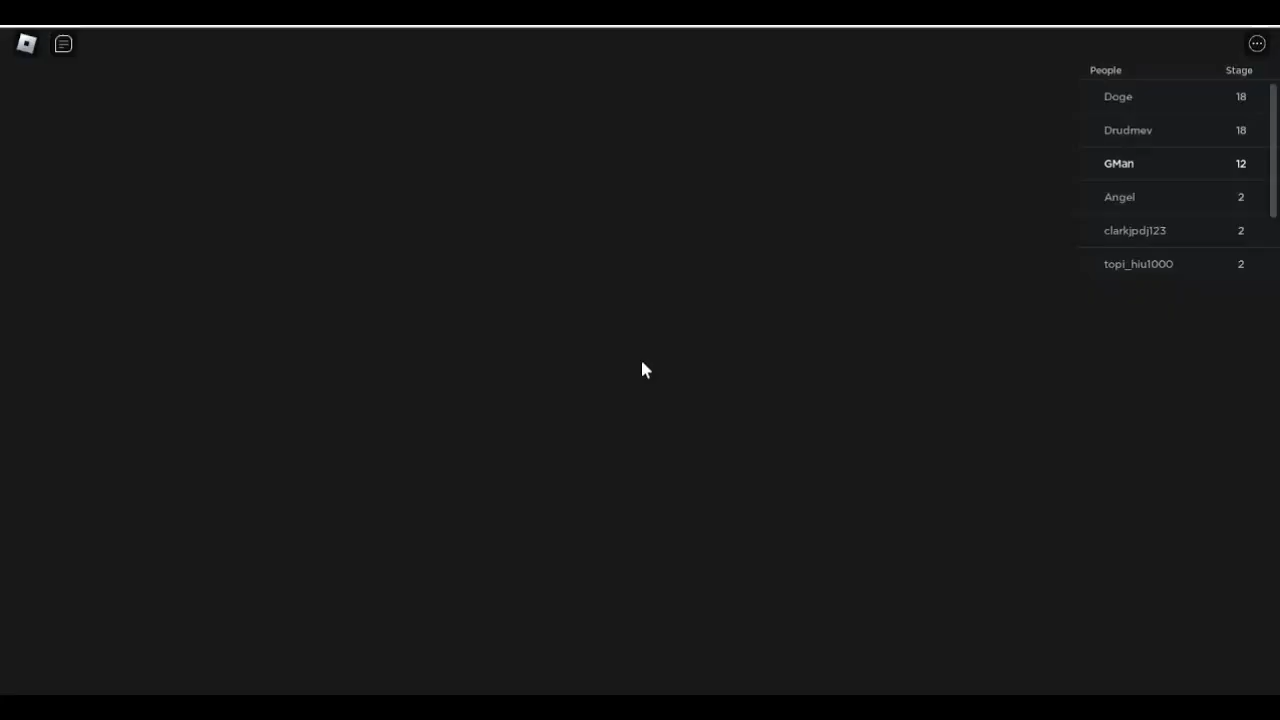 People Stage
Doge 18
Drudmev 18
GMan 12
Angel 2
clarkjpdj123 2
topi_hiu1000 2